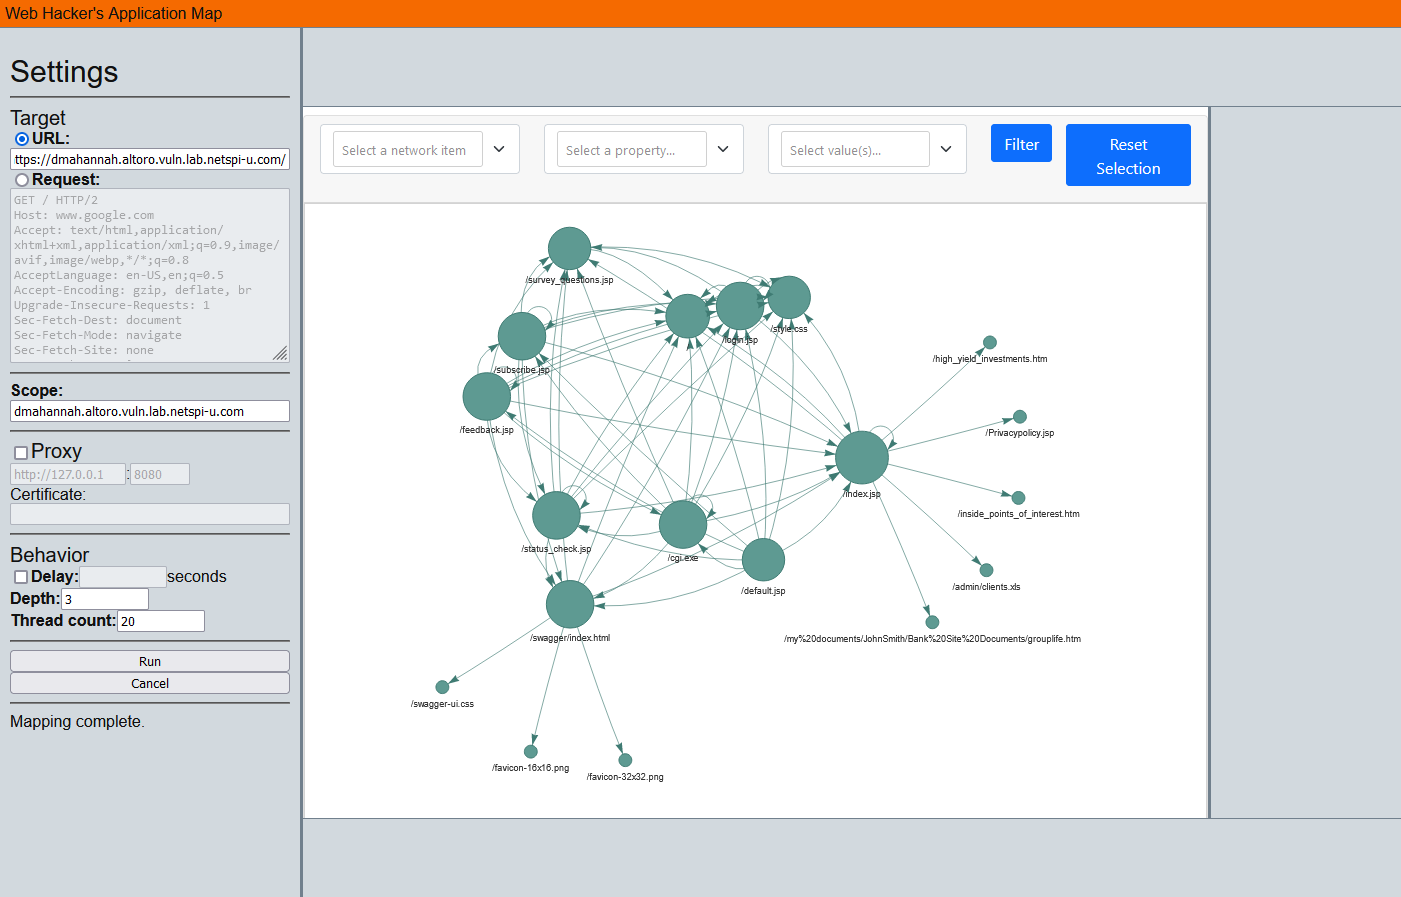 Web Hacker's Application Map
Settings
Target
URL:
ttps://dmahannah.altoro.vuln.lab.netspi-u.com/
Request:
GET / HTTP/2
Host: www.google.com
Accept: text/html,application/
xhtml+xml,application/xml;q=0.9,image/
avif,image/webp,*/*;q=0.8
AcceptLanguage: en-US,en;q=0.5
Accept-Encoding: gzip, deflate, br
Upgrade-Insecure-Requests: 1
Sec-Fetch-Dest: document
Sec-Fetch-Mode: navigate
Sec-Fetch-Site: none
Scope:
dmahannah.altoro.vuln.lab.netspi-u.com
Proxy
http://127.0.0.1 : 8080
Certificate:
Behavior
Delay: seconds
Depth: 3
Thread count: 20
Run
Cancel
Mapping complete.
Select a network item
Select a property...
Select value(s)...
Filter
Reset
Selection
/survey_questions.jsp
/style.css
/login.jsp
/high_yield_investments.htm
/subscribe.jsp
/feedback.jsp
/Privacypolicy.jsp
/index.jsp
/inside_points_of_interest.htm
/status_check.jsp
/cgi.exe
/default.jsp
/admin/clients.xls
/swagger/index.html
/my%20documents/JohnSmith/Bank%20Site%20Documents/grouplife.htm
/swagger-ui.css
/favicon-16x16.png
/favicon-32x32.png